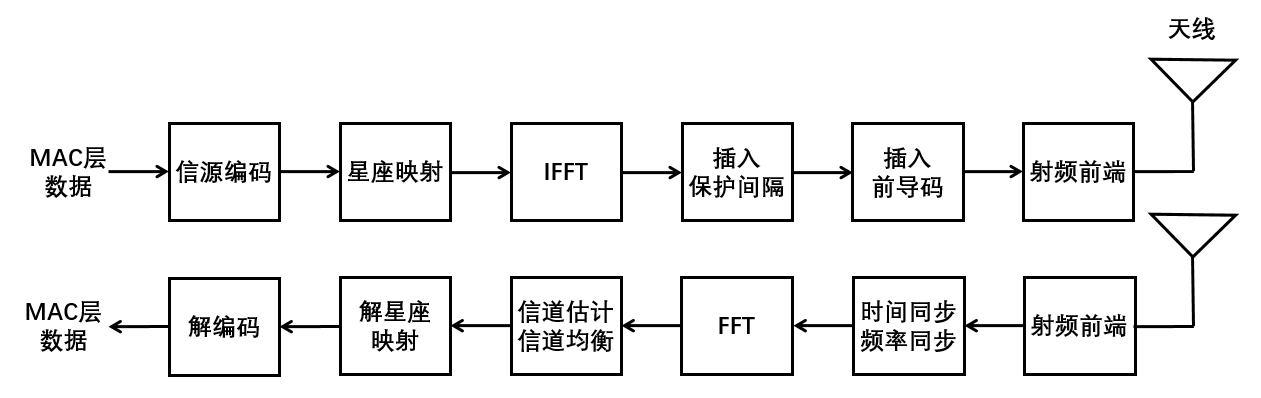 天线
MAC层
数据
信源编码
星座映射
IFFT
插入
保护间隔
插入
前导码
射频前端
MAC层
数据
解编码
解星座
映射
信道估计
信道均衡
FFT
时间同步
频率同步
射频前端